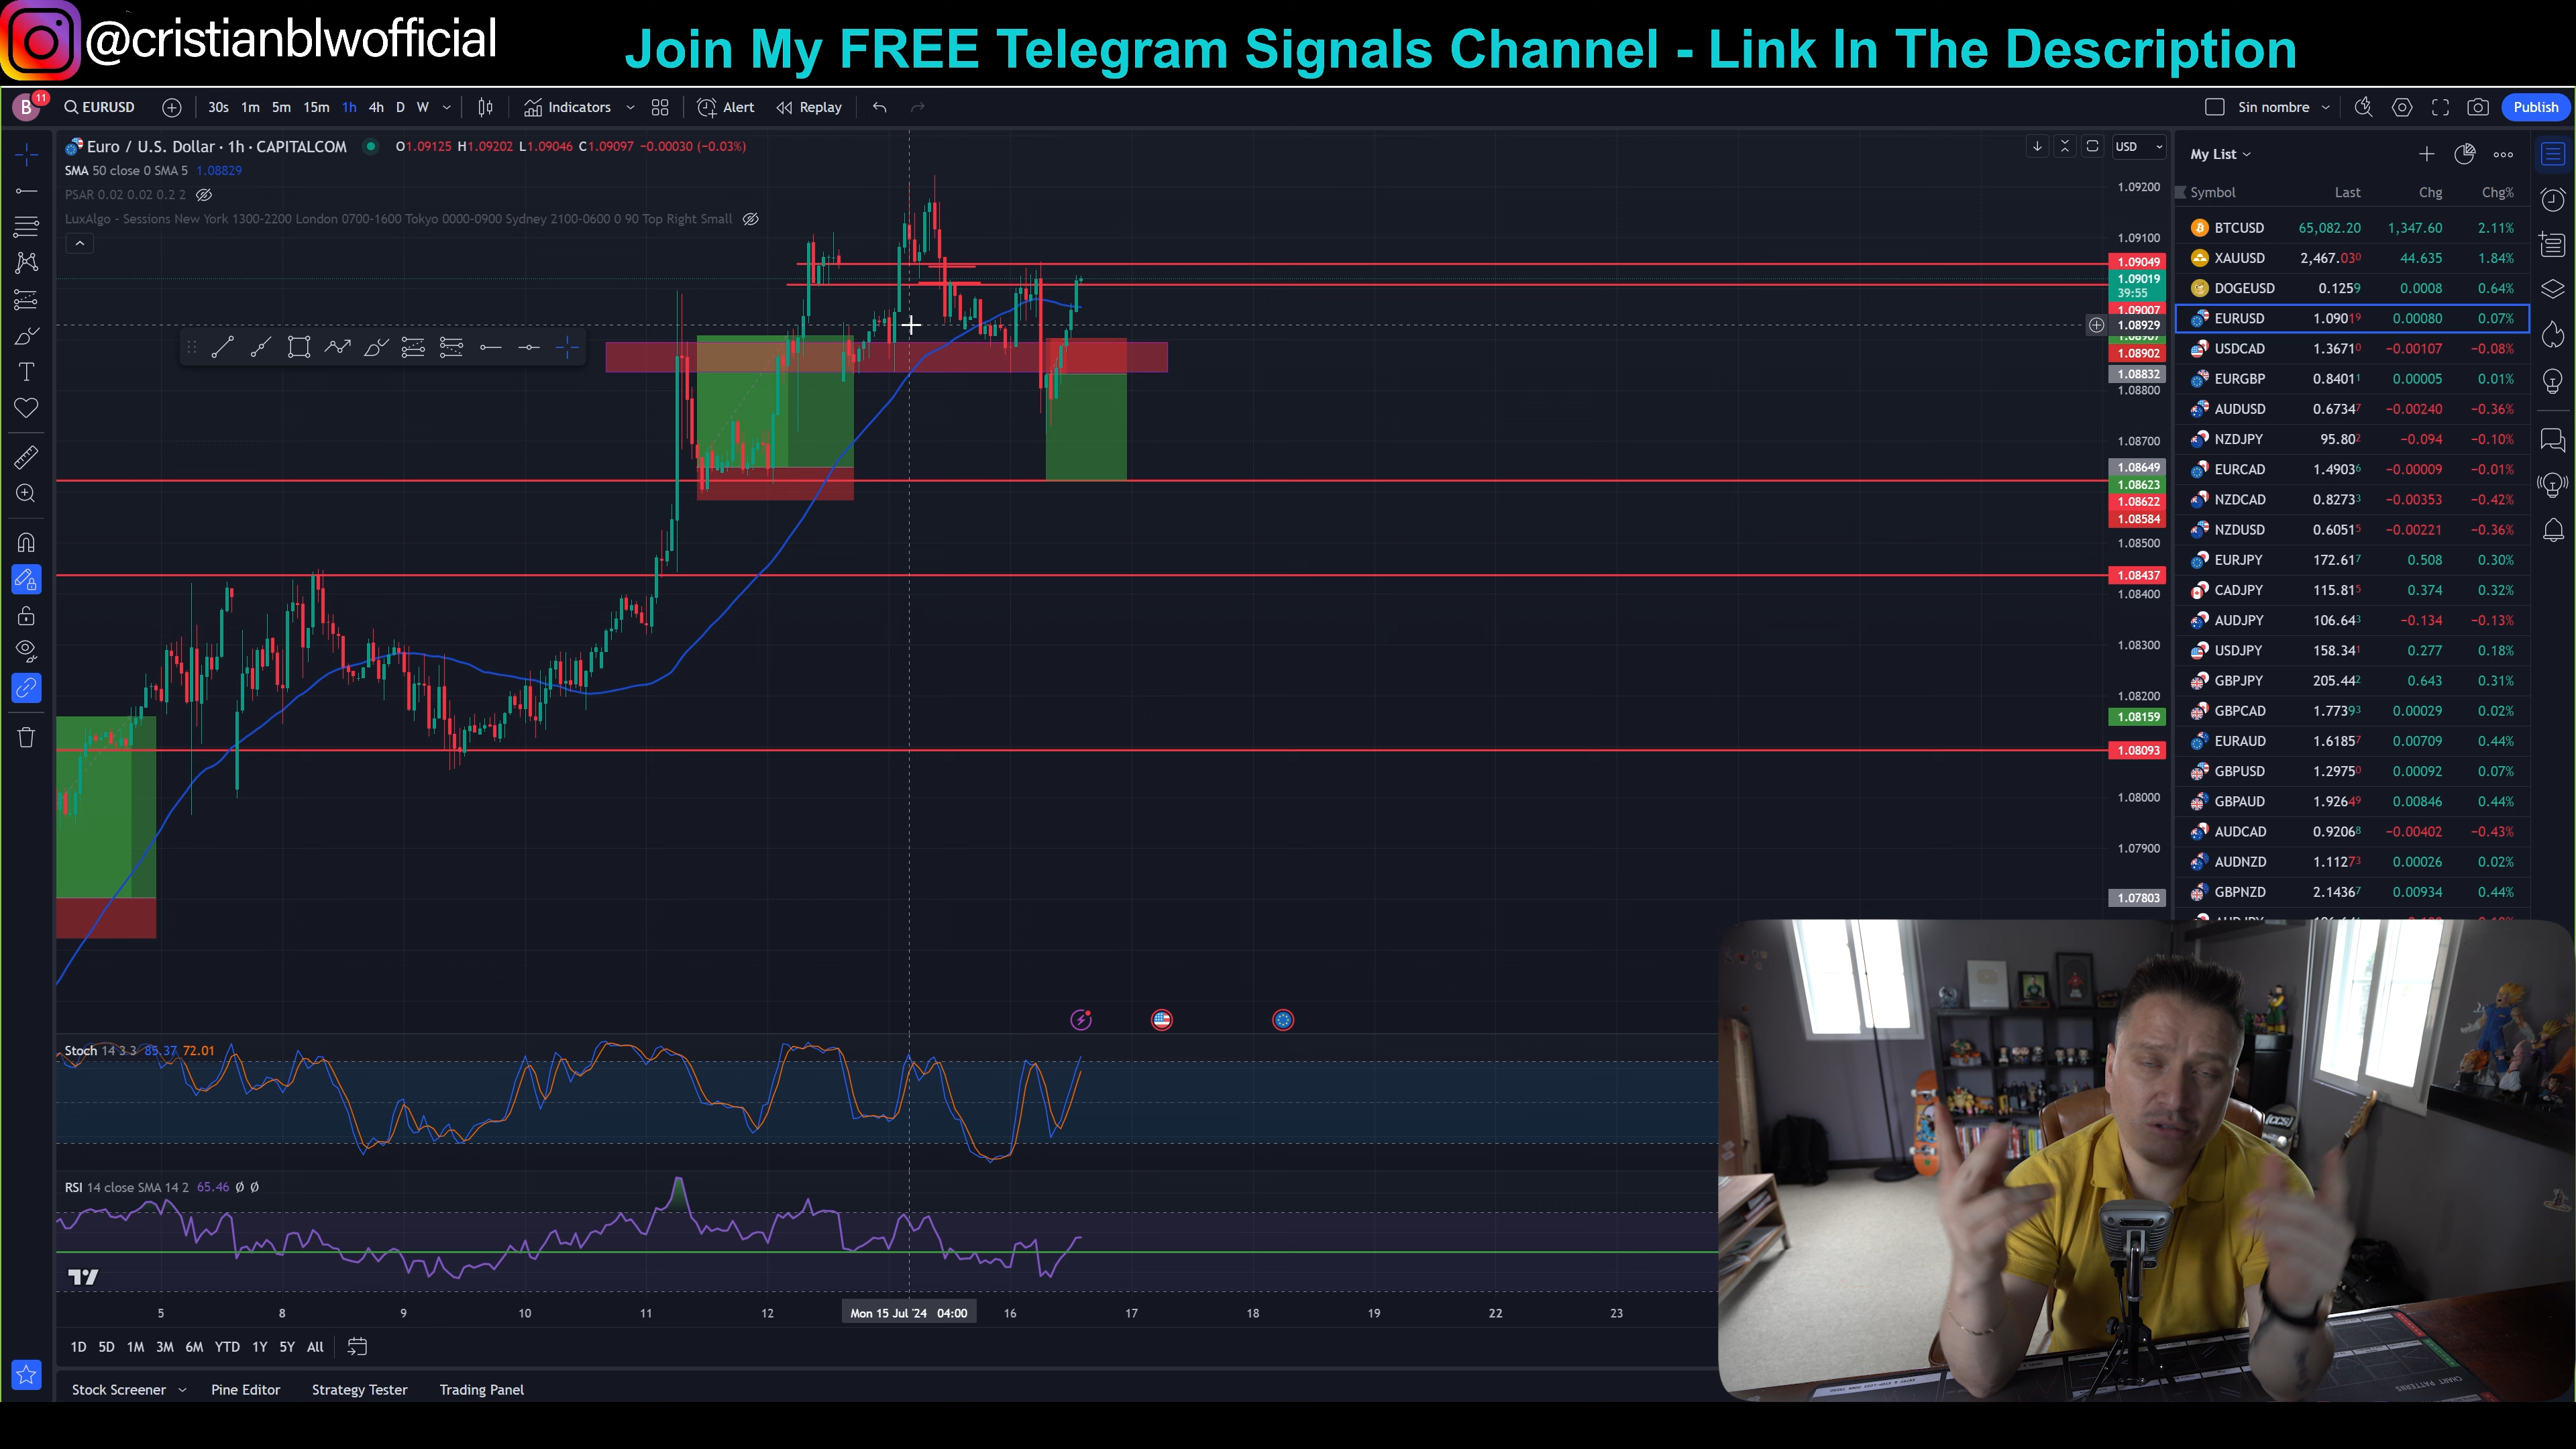 @cristianblwofficial
Join My FREE Telegram Signals Channel - Link In The Description
B 11 EURUSD 30s 1m 5m 15m 1h 4h D W Indicators Alert Replay Sin nombre Publish
Euro / U.S. Dollar · 1h · CAPITALCOM O1.09125 H1.09202 L1.09046 C1.09097 −0.00030 (−0.03%)
USD
SMA 50 close 0 SMA 5 1.08829
PSAR 0.02 0.02 0.2 2
LuxAlgo - Sessions New York 1300-2200 London 0700-1600 Tokyo 0000-0900 Sydney 2100-0600 0 90 Top Right Small
1.09200
1.09100
1.09049
1.09019
39:55
1.09007
1.08929
1.08902
1.08832
1.08800
1.08700
1.08649
1.08623
1.08622
1.08584
1.08500
1.08437
1.08400
1.08300
1.08200
1.08159
1.08093
1.08000
1.07900
1.07803
My List
Symbol Last Chg Chg%
BTCUSD 65,082.20 1,347.60 2.11%
XAUUSD 2,467.030 44.635 1.84%
DOGEUSD 0.1259 0.0008 0.64%
EURUSD 1.09019 0.00080 0.07%
USDCAD 1.36710 −0.00107 −0.08%
EURGBP 0.84011 0.00005 0.01%
AUDUSD 0.67347 −0.00240 −0.36%
NZDJPY 95.802 −0.094 −0.10%
EURCAD 1.49036 −0.00009 −0.01%
NZDCAD 0.82733 −0.00353 −0.42%
NZDUSD 0.60515 −0.00221 −0.36%
EURJPY 172.617 0.508 0.30%
CADJPY 115.815 0.374 0.32%
AUDJPY 106.643 −0.134 −0.13%
USDJPY 158.341 0.277 0.18%
GBPJPY 205.442 0.643 0.31%
GBPCAD 1.77393 0.00029 0.02%
EURAUD 1.61857 0.00709 0.44%
GBPUSD 1.29750 0.00092 0.07%
GBPAUD 1.92649 0.00846 0.44%
AUDCAD 0.92068 −0.00402 −0.43%
AUDNZD 1.11273 0.00026 0.02%
GBPNZD 2.14367 0.00934 0.44%
Stoch 14 3 3 85.37 72.01
RSI 14 close SMA 14 2 65.46 Ø Ø
5 8 9 10 11 12 Mon 15 Jul '24 04:00 16 17 18 19 22 23
1D 5D 1M 3M 6M YTD 1Y 5Y All
Stock Screener Pine Editor Strategy Tester Trading Panel
CHART PATTERNS